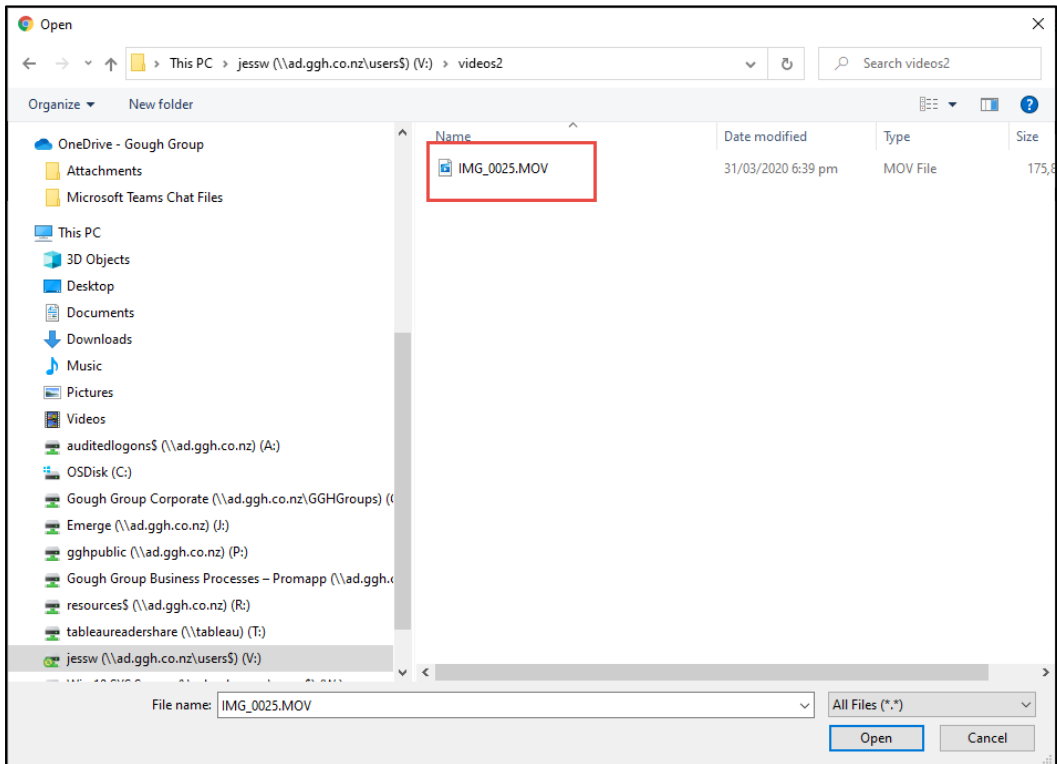 Open
This PC > jessw (\\ad.ggh.co.nz\users$) (V:) > videos2
Search videos2
Organize
New folder
OneDrive - Gough Group
Attachments
Microsoft Teams Chat Files
This PC
3D Objects
Desktop
Documents
Downloads
Music
Pictures
Videos
auditedlogons$ (\\ad.ggh.co.nz) (A:)
OSDisk (C:)
Gough Group Corporate (\\ad.ggh.co.nz\GGHGroups) (
Emerge (\\ad.ggh.co.nz) (J:)
gghpublic (\\ad.ggh.co.nz) (P:)
Gough Group Business Processes – Promapp (\\ad.ggh.
resources$ (\\ad.ggh.co.nz) (R:)
tableaureadershare (\\tableau) (T:)
jessw (\\ad.ggh.co.nz\users$) (V:)
Name Date modified Type Size
IMG_0025.MOV 31/03/2020 6:39 pm MOV File 175,8
File name: IMG_0025.MOV All Files (*.*)
Open Cancel